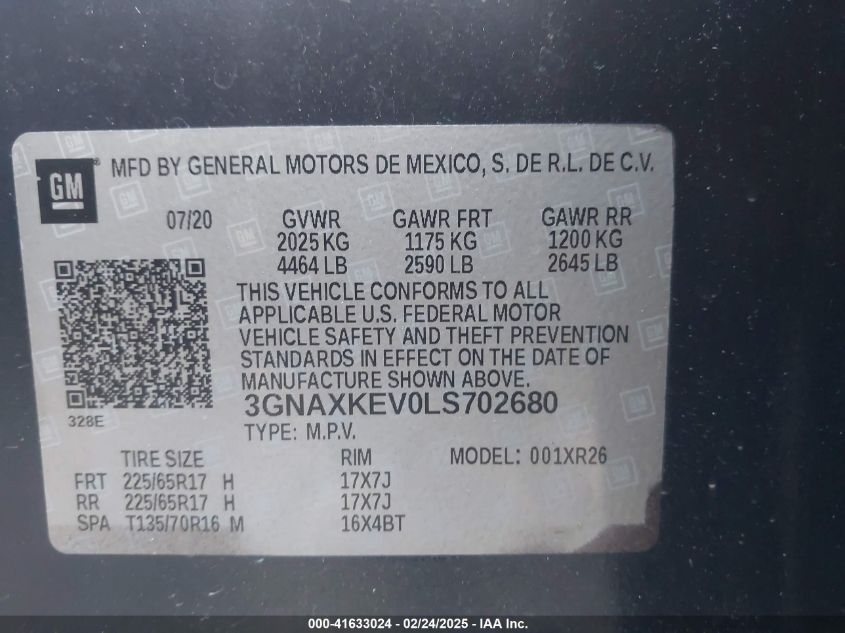 GM® MFD BY GENERAL MOTORS DE MEXICO, S. DE R.L. DE C.V.
07/20 GVWR GAWR FRT GAWR RR
2025 KG 1175 KG 1200 KG
4464 LB 2590 LB 2645 LB
THIS VEHICLE CONFORMS TO ALL
APPLICABLE U.S. FEDERAL MOTOR
VEHICLE SAFETY AND THEFT PREVENTION
STANDARDS IN EFFECT ON THE DATE OF
MANUFACTURE SHOWN ABOVE.
328E
3GNAXKEV0LS702680
TYPE: M.P.V.
TIRE SIZE RIM MODEL: 001XR26
FRT 225/65R17 H 17X7J
RR 225/65R17 H 17X7J
SPA T135/70R16 M 16X4BT
000-41633024 - 02/24/2025 - IAA Inc.